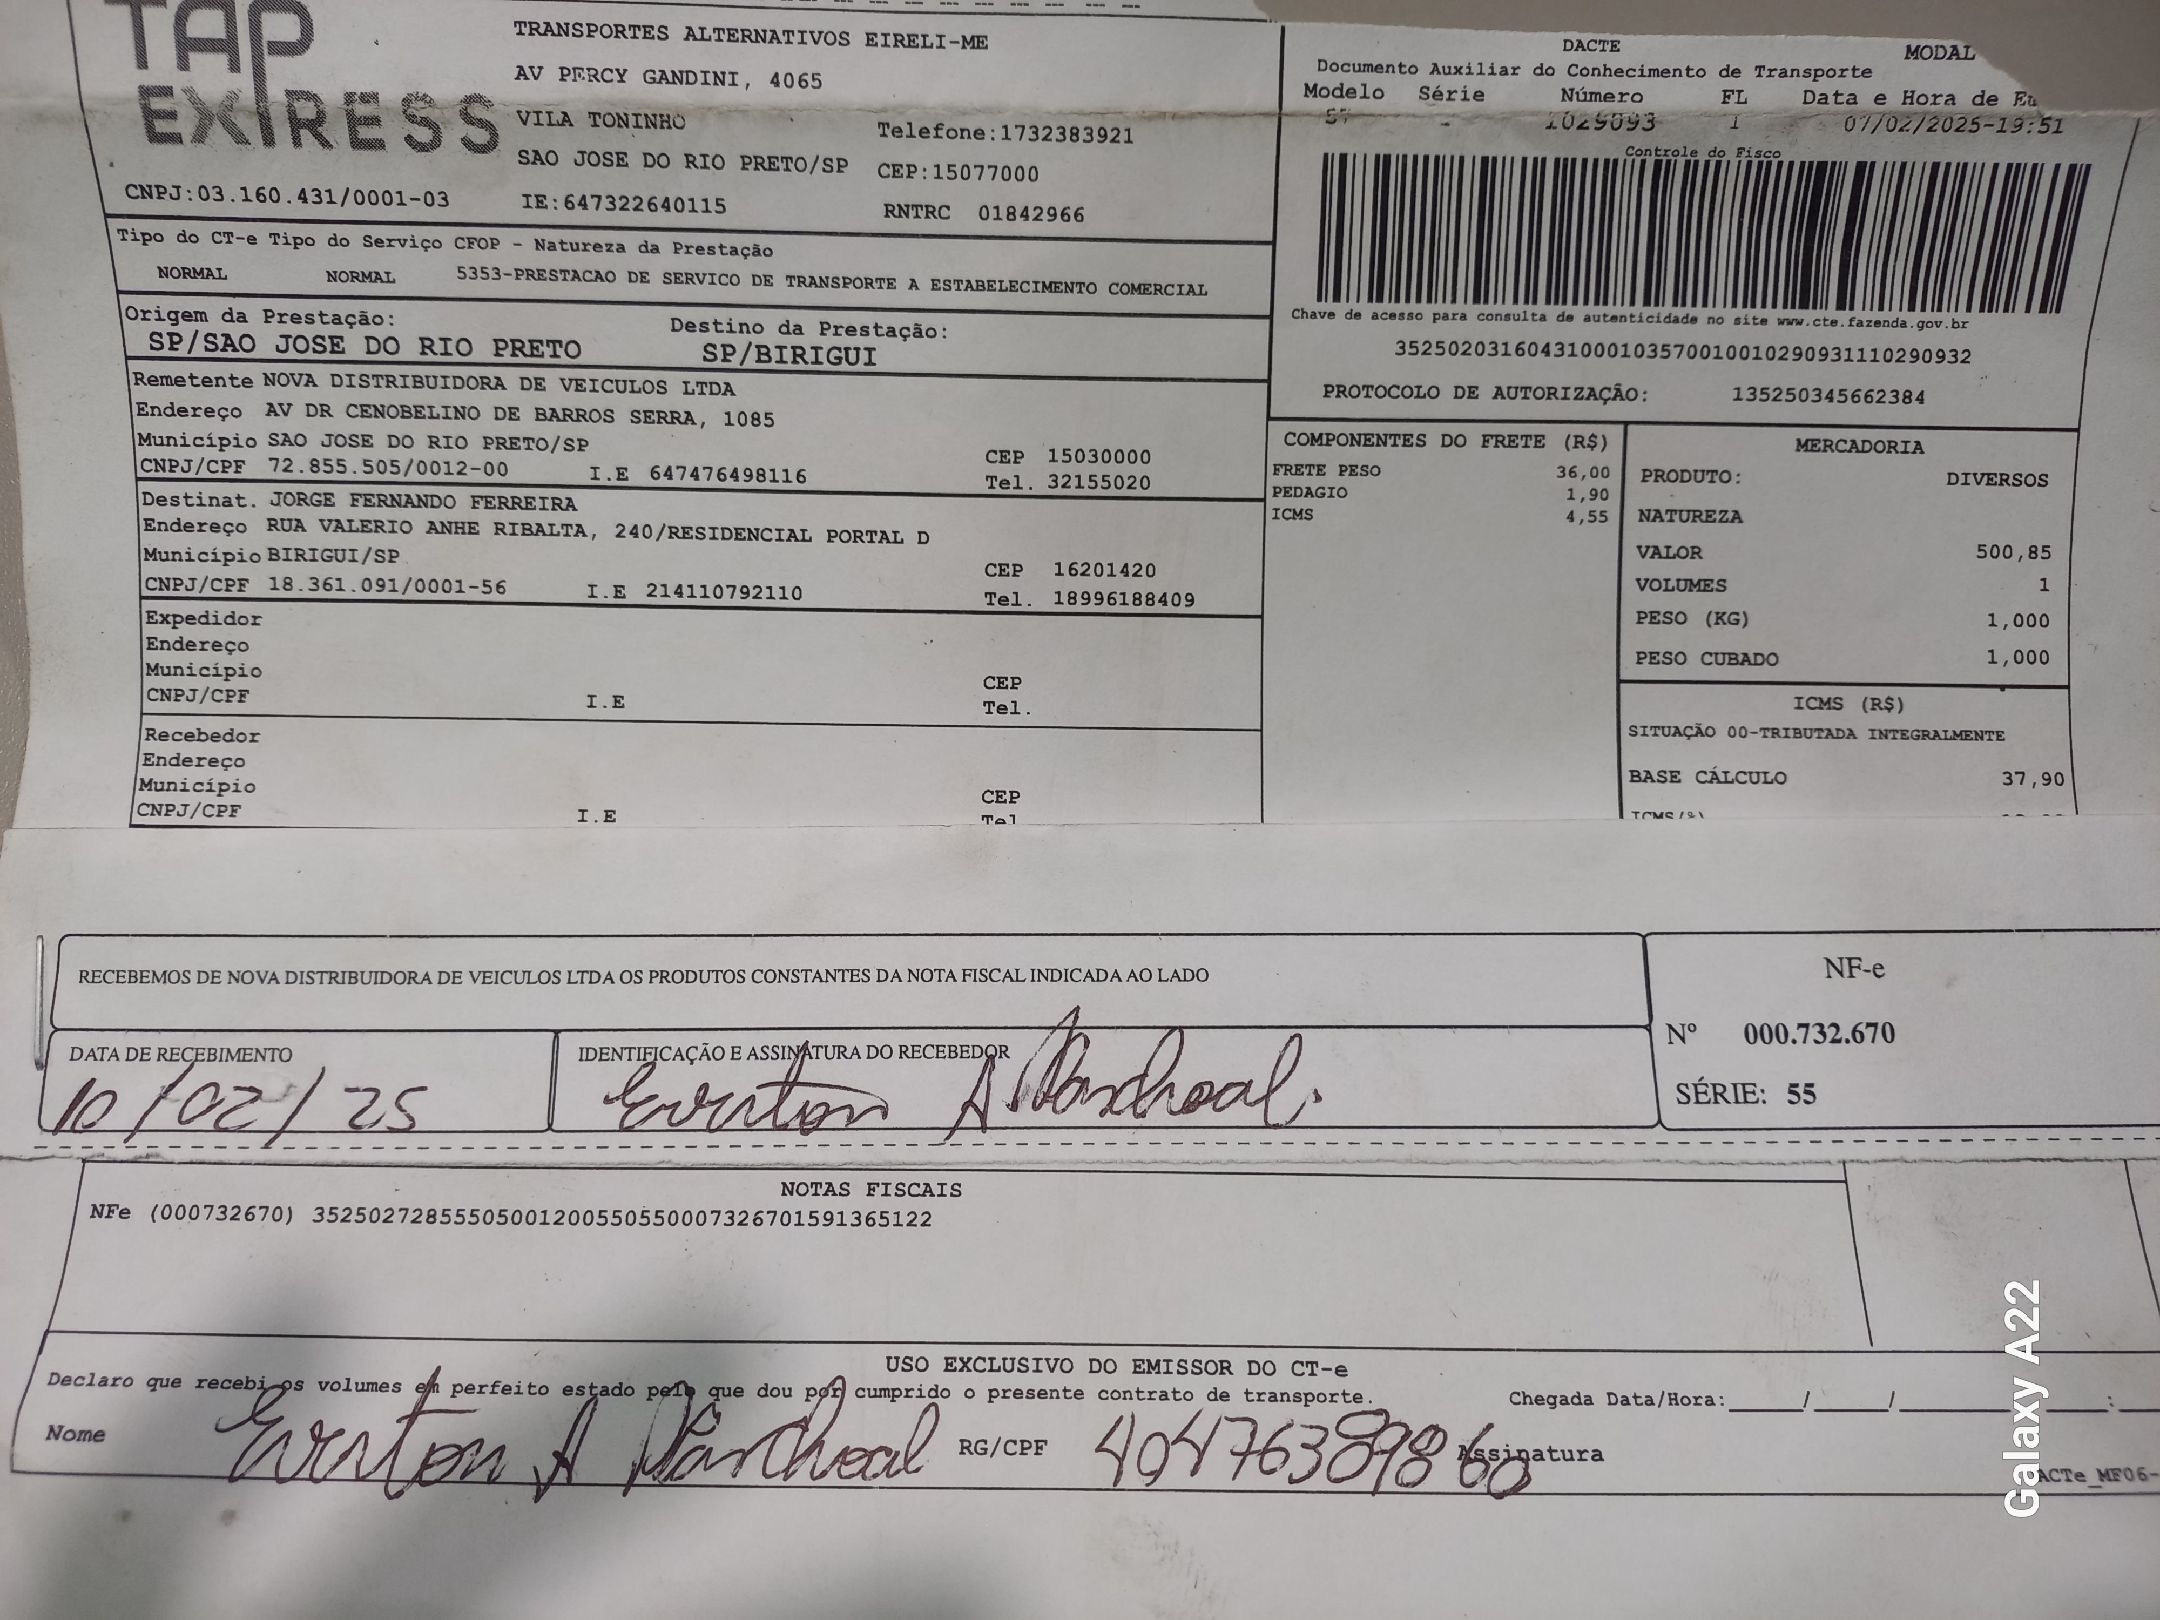 TAP EXPRESS
TRANSPORTES ALTERNATIVOS EIRELI-ME
AV PERCY GANDINI, 4065
VILA TONINHO Telefone:1732383921
SAO JOSE DO RIO PRETO/SP CEP:15077000
CNPJ:03.160.431/0001-03 IE:647322640115 RNTRC 01842966
DACTE MODAL
Documento Auxiliar do Conhecimento de Transporte
Modelo Série Número FL Data e Hora de
57 - 1029093 1 07/02/2025-19:51
Controle do Fisco
Chave de acesso para consulta de autenticidade no site www.cte.fazenda.gov.br
35250203160431000103570010010290931110290932
PROTOCOLO DE AUTORIZAÇÃO: 135250345662384
Tipo do CT-e Tipo do Serviço CFOP - Natureza da Prestação
NORMAL NORMAL 5353-PRESTACAO DE SERVICO DE TRANSPORTE A ESTABELECIMENTO COMERCIAL
Origem da Prestação: Destino da Prestação:
SP/SAO JOSE DO RIO PRETO SP/BIRIGUI
Remetente NOVA DISTRIBUIDORA DE VEICULOS LTDA
Endereço AV DR CENOBELINO DE BARROS SERRA, 1085
Município SAO JOSE DO RIO PRETO/SP CEP 15030000
CNPJ/CPF 72.855.505/0012-00 I.E 647476498116 Tel. 32155020
Destinat. JORGE FERNANDO FERREIRA
Endereço RUA VALERIO ANHE RIBALTA, 240/RESIDENCIAL PORTAL D
Município BIRIGUI/SP CEP 16201420
CNPJ/CPF 18.361.091/0001-56 I.E 214110792110 Tel. 18996188409
Expedidor
Endereço
Município CEP
CNPJ/CPF I.E Tel.
Recebedor
Endereço
Município CEP
CNPJ/CPF I.E Tel
COMPONENTES DO FRETE (R$)
FRETE PESO 36,00
PEDAGIO 1,90
ICMS 4,55
MERCADORIA
PRODUTO: DIVERSOS
NATUREZA
VALOR 500,85
VOLUMES 1
PESO (KG) 1,000
PESO CUBADO 1,000
ICMS (R$)
SITUAÇÃO 00-TRIBUTADA INTEGRALMENTE
BASE CÁLCULO 37,90
ICMS(%)
RECEBEMOS DE NOVA DISTRIBUIDORA DE VEICULOS LTDA OS PRODUTOS CONSTANTES DA NOTA FISCAL INDICADA AO LADO
DATA DE RECEBIMENTO IDENTIFICAÇÃO E ASSINATURA DO RECEBEDOR
10/02/25 Everton A Paschoal.
NF-e
Nº 000.732.670
SÉRIE: 55
NOTAS FISCAIS
NFe (000732670) 35250272855505001200550550007326701591365122
USO EXCLUSIVO DO EMISSOR DO CT-e
Declaro que recebi os volumes em perfeito estado pelo que dou por cumprido o presente contrato de transporte. Chegada Data/Hora:_____/_____/_____ ____:
Nome Everton A Paschoal RG/CPF 40476389860 Assinatura
ACTe_MF06-
Galaxy A22